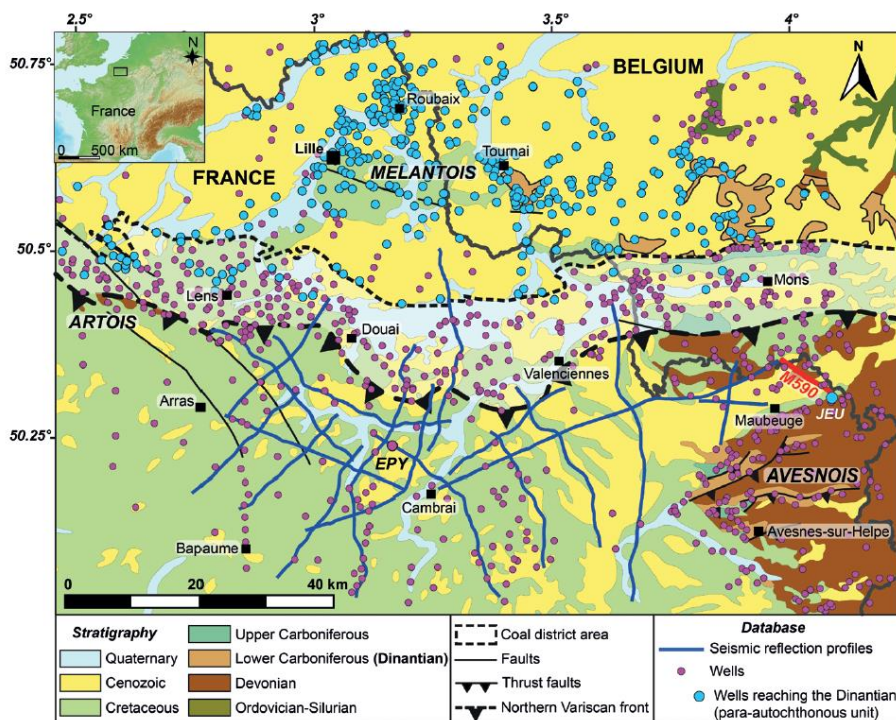 2.5°
3°
3.5°
4°
50.75°
50.5°
50.25°
N
France
0 500 km
BELGIUM
N
Roubaix
Lille
Tournai
MELANTOIS
FRANCE
Lens
Mons
ARTOIS
Douai
Valenciennes
M590
JEU
Arras
Maubeuge
EPY
AVESNOIS
Cambrai
Avesnes-sur-Helpe
Bapaume
0 20 40 km
Stratigraphy
Quaternary
Cenozoic
Cretaceous
Upper Carboniferous
Lower Carboniferous (Dinantian)
Devonian
Ordovician-Silurian
Coal district area
Faults
Thrust faults
Northern Variscan front
Database
Seismic reflection profiles
Wells
Wells reaching the Dinantian
(para-autochthonous unit)